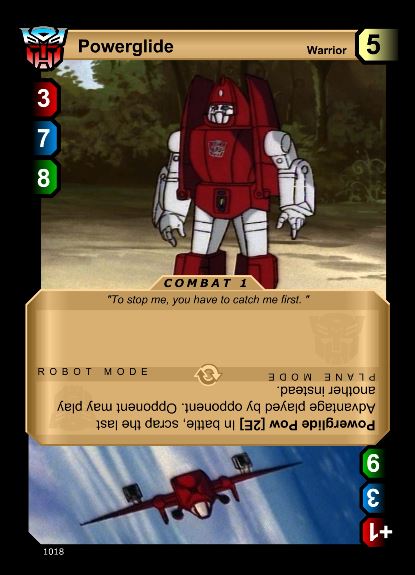 Powerglide
Warrior
5
3
7
8
COMBAT 1
"To stop me, you have to catch me first. "
ROBOT MODE
3
PLANE MODE
Powerglide Pow [2E] In battle, scrap the last
Advantage played by opponent. Opponent may play
another instead.
+1
3
6
1018